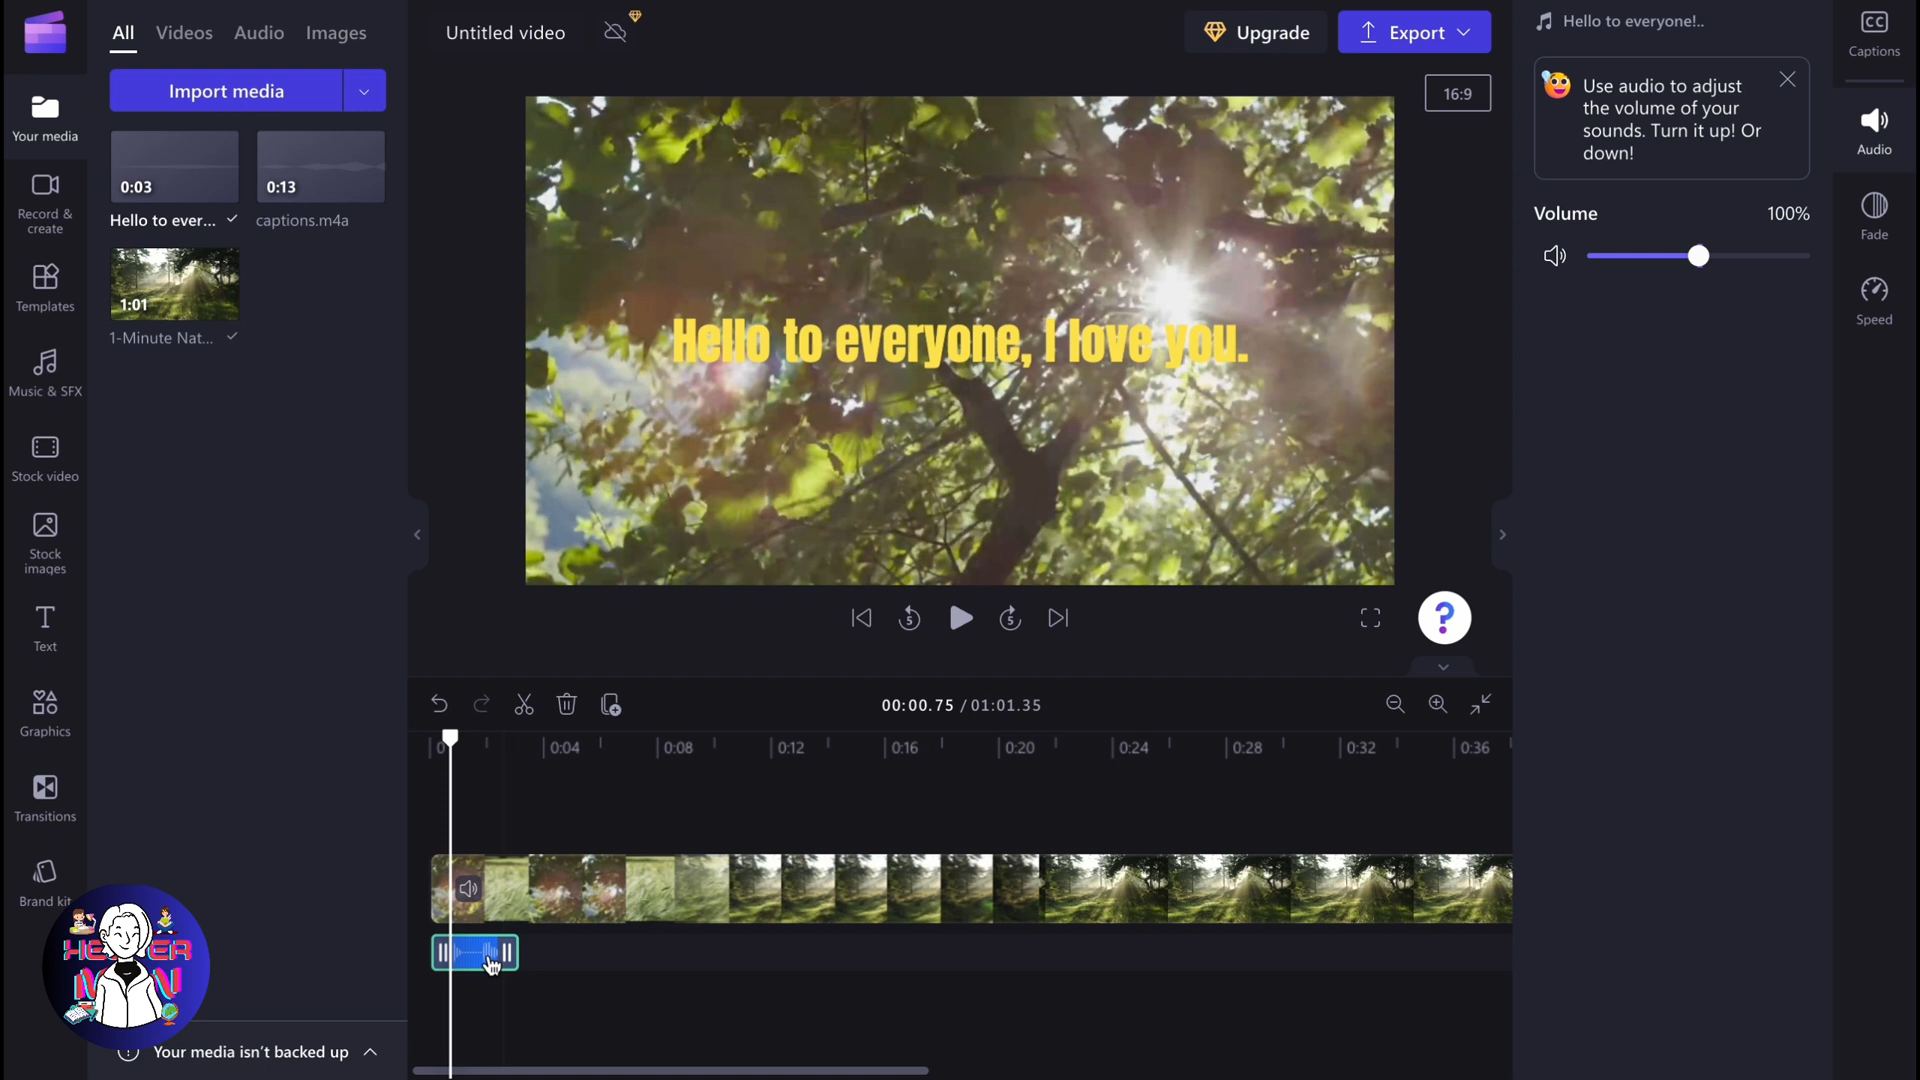 All Videos Audio Images
Import media
0:03
0:13
Hello to ever...
captions.m4a
1:01
1-Minute Nat...
Your media
Record &
create
Templates
Music & SFX
Stock video
Stock
images
Text
Graphics
Transitions
Brand kit
Your media isn't backed up
Untitled video
Upgrade
Export
16:9
Hello to everyone, I love you.
5
5
?
00:00.75 / 01:01.35
0 0:04 0:08 0:12 0:16 0:20 0:24 0:28 0:32 0:36
Hello to everyone!..
Use audio to adjust
the volume of your
sounds. Turn it up! Or
down!
Volume 100%
CC
Captions
Audio
Fade
Speed